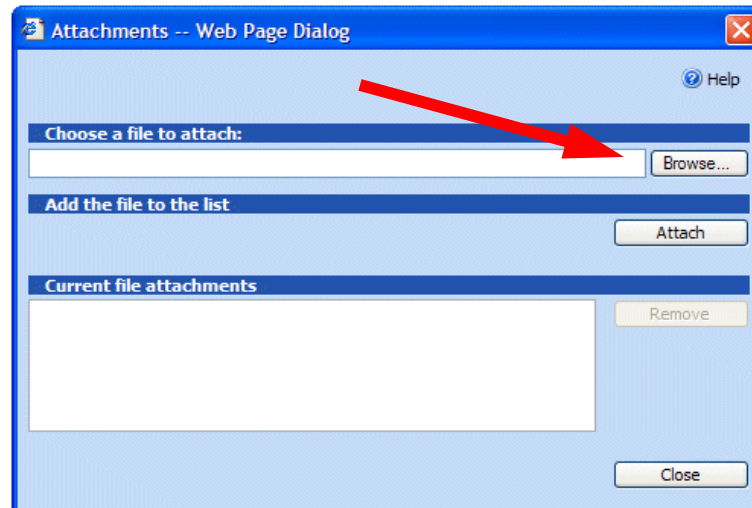 Attachments -- Web Page Dialog
Help
Choose a file to attach:
Browse...
Add the file to the list
Attach
Current file attachments
Remove
Close